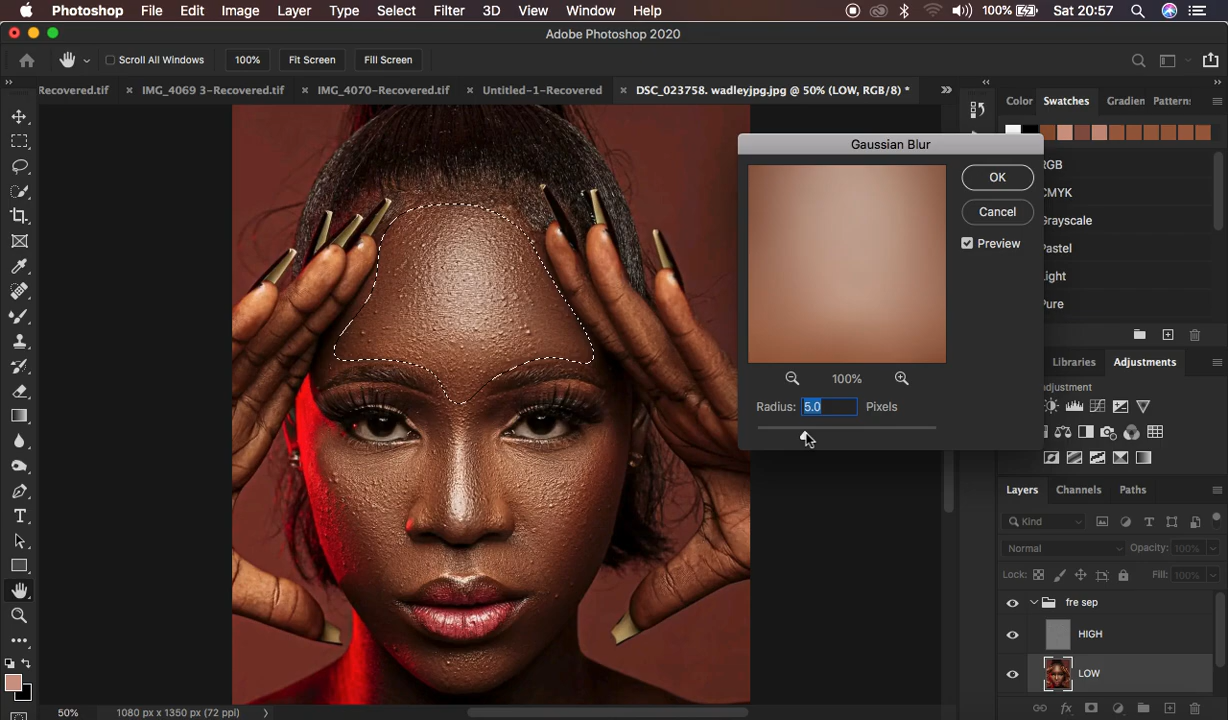 Photoshop File Edit Image Layer Type Select Filter 3D View Window Help 100% Sat 20:57
Adobe Photoshop 2020
Scroll All Windows 100% Fit Screen Fill Screen
Recovered.tif × IMG_4069 3-Recovered.tif × IMG_4070-Recovered.tif × Untitled-1-Recovered × DSC_023758. wadleyjpg.jpg @ 50% (LOW, RGB/8) *
Color Swatches Gradien Patterns
Gaussian Blur
OK
Cancel
Preview
100%
Radius: 5.0 Pixels
RGB
CMYK
Grayscale
Pastel
Light
Pure
Libraries Adjustments
adjustment
Layers Channels Paths
Kind
Normal Opacity: 100%
Lock: Fill: 100%
fre sep
HIGH
LOW
50% 1080 px x 1350 px (72 ppi)